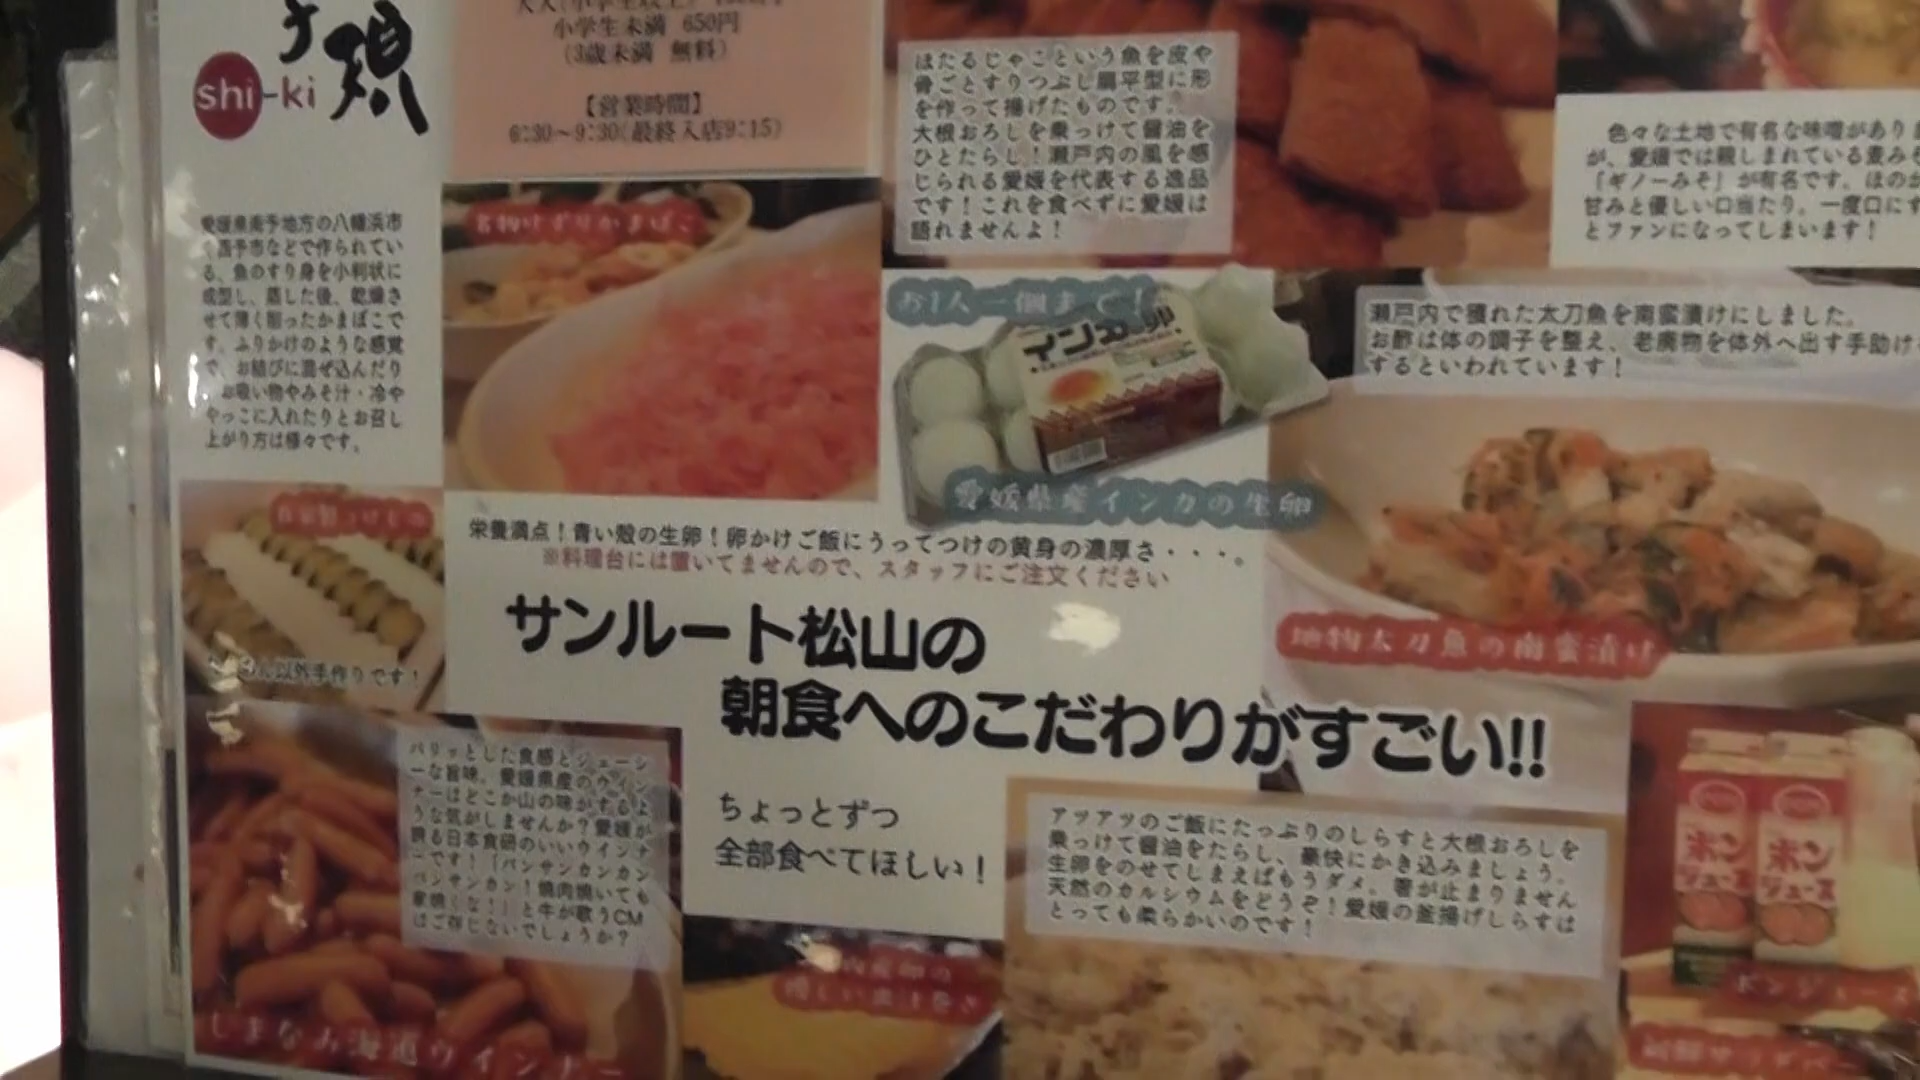 子規
shi-ki
小学生未満 650円
(3歳未満 無料)
【営業時間】
6:30～9:30(最終入店9:15)
愛媛県南予地方の八幡浜市
・西予市などで作られてい
る、魚のすり身を小判状に
成型し、蒸した後、乾燥さ
せて薄く削ったかまぼこで
す。ふりかけのような感覚
で、お結びに混ぜ込んだり
、お吸い物やみそ汁・冷や
やっこに入れたりとお召し
上がり方は様々です。
名物けずりかまぼこ
ほたるじゃこという魚を皮や
骨ごとすりつぶし扁平型に形
を作って揚げたものです。
大根おろしを乗っけて醤油を
ひとたらし！瀬戸内の風を感
じられる愛媛を代表する逸品
です！これを食べずに愛媛は
語れませんよ！
色々な土地で有名な味噌があり
が、愛媛では親しまれている麦み
「ギノーみそ」が有名です。ほのか
甘みと優しい口当たり。一度口にす
とファンになってしまいます！
お1人一個まで！
インカの卵
愛媛県産インカの生卵
栄養満点！青い殻の生卵！卵かけご飯にうってつけの黄身の濃厚さ・・・。
※料理台には置いてませんので、スタッフにご注文ください
瀬戸内で獲れた太刀魚を南蛮漬けにしました。
お酢は体の調子を整え、老廃物を体外へ出す手助け
するといわれています！
地物太刀魚の南蛮漬け
以外手作りです！
サンルート松山の
朝食へのこだわりがすごい!!
ちょっとずつ
全部食べてほしい！
パリッとした食感とジューシ
ーな旨味。愛媛県産のウイン
ナーはどこか山の味がするよ
うな気がしませんか？愛媛が
誇る日本食研のいいウインナ
ーです！「バンサンカンカン
バンサンカン！焼肉焼いても
家焼くな！」と牛が歌うCM
はご存じないでしょうか？
しまなみ海道ウインナー
アツアツのご飯にたっぷりのしらすと大根おろしを
乗っけて醤油をたらし、豪快にかき込みましょう。
生卵をのせてしまえばもうダメ。箸が止まりません
天然のカルシウムをどうぞ！愛媛の釜揚げしらすは
とっても柔らかいのです！
ポン
ジュース
ポン
ジュース
ポンジュース